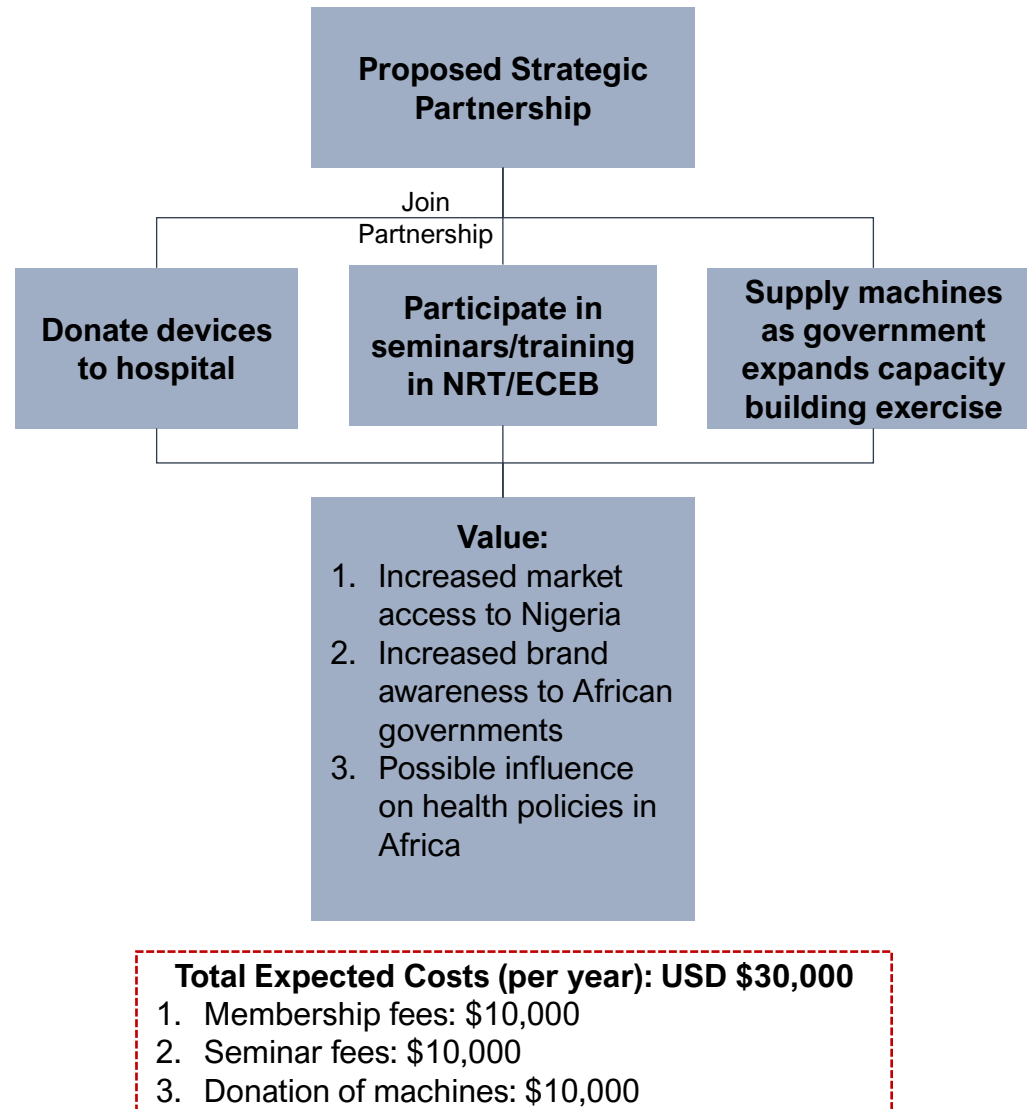 Proposed Strategic
Partnership
Join
Partnership
Donate devices
to hospital
Participate in
seminars/training
in NRT/ECEB
Supply machines
as government
expands capacity
building exercise
Value:
1. Increased market
access to Nigeria
2. Increased brand
awareness to African
governments
3. Possible influence
on health policies in
Africa
Total Expected Costs (per year): USD $30,000
1. Membership fees: $10,000
2. Seminar fees: $10,000
3. Donation of machines: $10,000